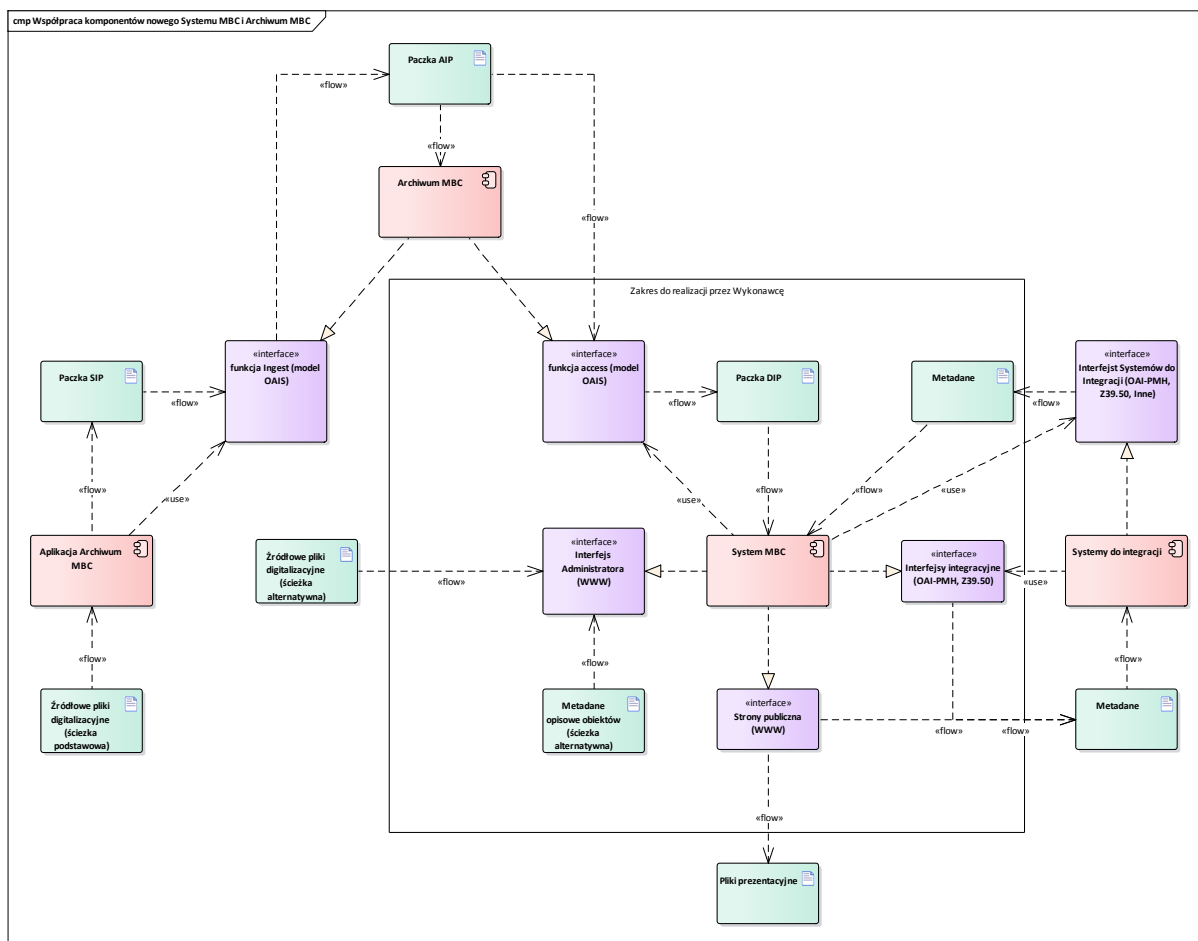 cmp Współpraca komponentów nowego Systemu MBC i Archiwum MBC
Paczka AIP
«flow»
«flow»
Archiwum MBC
«flow»
Zakres do realizacji przez Wykonawcę
«interface»
funkcja Ingest (model
OAIS)
«interface»
funkcja access (model
OAIS)
«interface»
Interfejst Systemów do
Integracji (OAI-PMH,
Z39.50, Inne)
Paczka SIP
«flow»
Paczka DIP
«flow»
Metadane
«flow»
«flow»
«use»
«use»
«flow»
«flow»
«use»
Aplikacja Archiwum
MBC
Źródłowe pliki
digitalizacyjne
(ścieżka
alternatywna)
«flow»
«interface»
Interfejs
Administratora
(WWW)
System MBC
«interface»
Interfejsy integracyjne
(OAI-PMH, Z39.50)
«use»
Systemy do integracji
«flow»
«flow»
«flow»
Źródłowe pliki
digitalizacyjne
(ściezka
podstawowa)
Metadane
opisowe obiektów
(ściezka
alternatywna)
«interface»
Strony publiczna
(WWW)
«flow»
«flow»
Metadane
«flow»
Pliki prezentacyjne